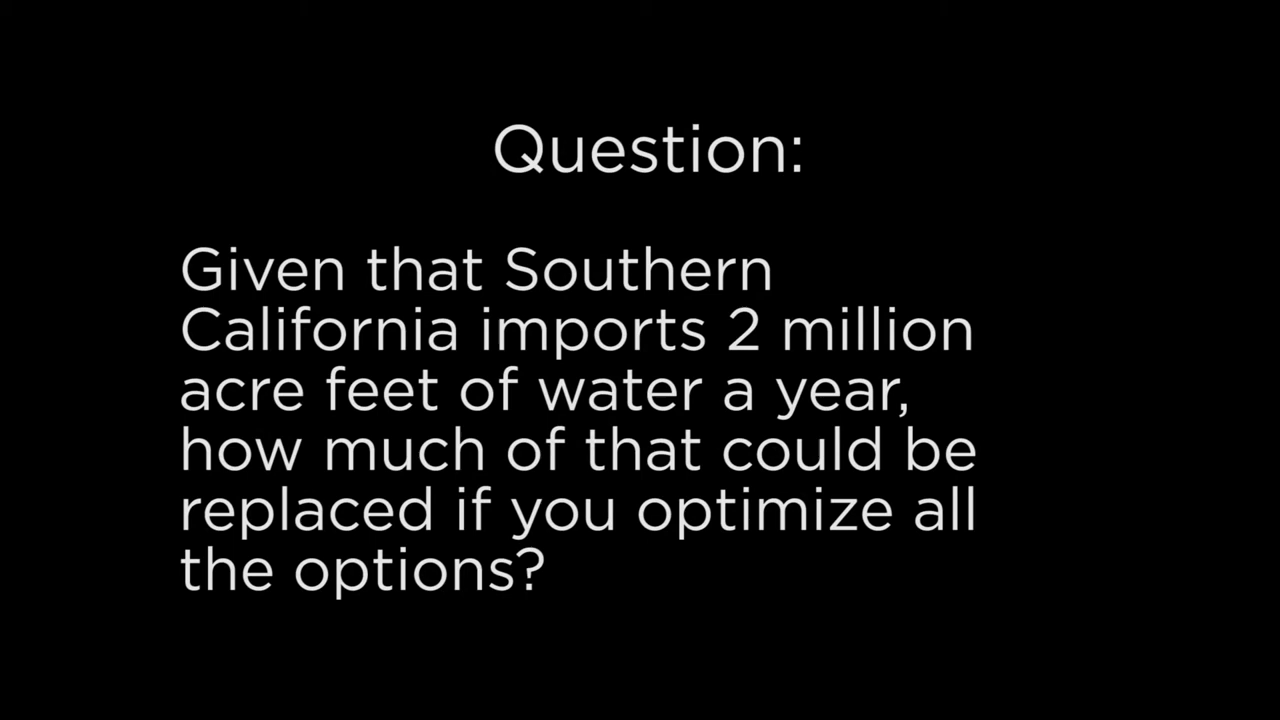 Question:
Given that Southern
California imports 2 million
acre feet of water a year,
how much of that could be
replaced if you optimize all
the options?